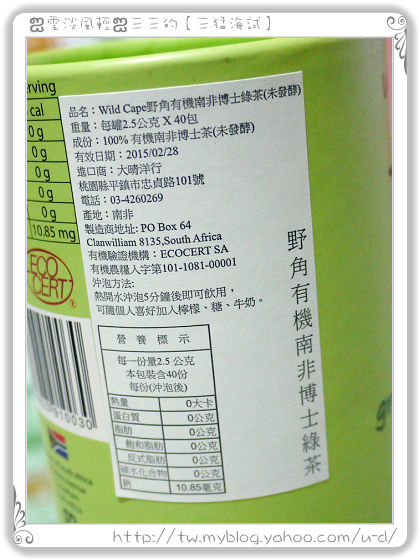 ஐ雲淡風輕ஐ三三的【三猛海試】
erving
cal
0 g
0 g
0 g
0 g
0 g
10.85 mg
ECO
CERT
910030
品名：Wild Cape野角有機南非博士綠茶(未發酵)
重量：每罐2.5公克 X 40包
成份：100% 有機南非博士茶(未發酵)
有效日期：2015/02/28
進口商：大晴洋行
桃園縣平鎮市忠貞路101號
電話：03-4260269
產地：南非
製造商地址: PO Box 64
Clanwilliam 8135,South Africa
有機驗證機構：ECOCERT SA
有機農糧入字第101-1081-00001
沖泡方法:
熱開水沖泡5分鐘後即可飲用，
可隨個人喜好加入檸檬、糖、牛奶。
營 養 標 示
每一份量2.5 公克
本包裝含40份
每份(沖泡後)
熱量 0大卡
蛋白質 0公克
脂肪 0公克
飽和脂肪 0公克
反式脂肪 0公克
碳水化合物 0公克
鈉 10.85毫克
野角有機南非博士綠茶
http://tw.myblog.yahoo.com/u-d/